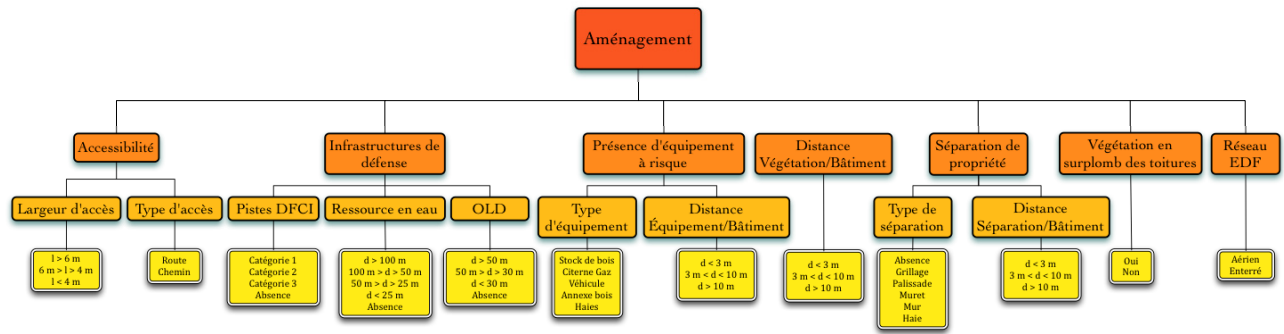 Aménagement
Accessibilité
Infrastructures de
défense
Présence d'équipement
à risque
Distance
Végétation/Bâtiment
Séparation de
propriété
Végétation en
surplomb des toitures
Réseau
EDF
Largeur d'accès
Type d'accès
Pistes DFCI
Ressource en eau
OLD
Type
d'équipement
Distance
Équipement/Bâtiment
Type de
séparation
Distance
Séparation/Bâtiment
l > 6 m
6 m > l > 4 m
l < 4 m
Route
Chemin
Catégorie 1
Catégorie 2
Catégorie 3
Absence
d > 100 m
100 m > d > 50 m
50 m > d > 25 m
d < 25 m
Absence
d > 50 m
50 m > d > 30 m
d < 30 m
Absence
Stock de bois
Citerne Gaz
Véhicule
Annexe bois
Haies
d < 3 m
3 m < d < 10 m
d > 10 m
d < 3 m
3 m < d < 10 m
d > 10 m
Absence
Grillage
Palissade
Muret
Mur
Haie
d < 3 m
3 m < d < 10 m
d > 10 m
Oui
Non
Aérien
Enterré